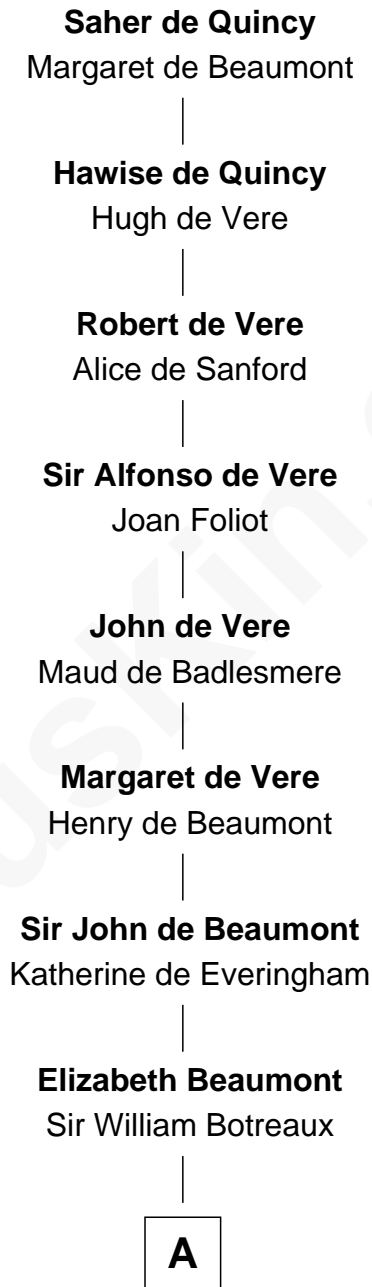 Saher de Quincy
Margaret de Beaumont
Hawise de Quincy
Hugh de Vere
Robert de Vere
Alice de Sanford
Sir Alfonso de Vere
Joan Foliot
John de Vere
Maud de Badlesmere
Margaret de Vere
Henry de Beaumont
Sir John de Beaumont
Katherine de Everingham
Elizabeth Beaumont
Sir William Botreaux
A